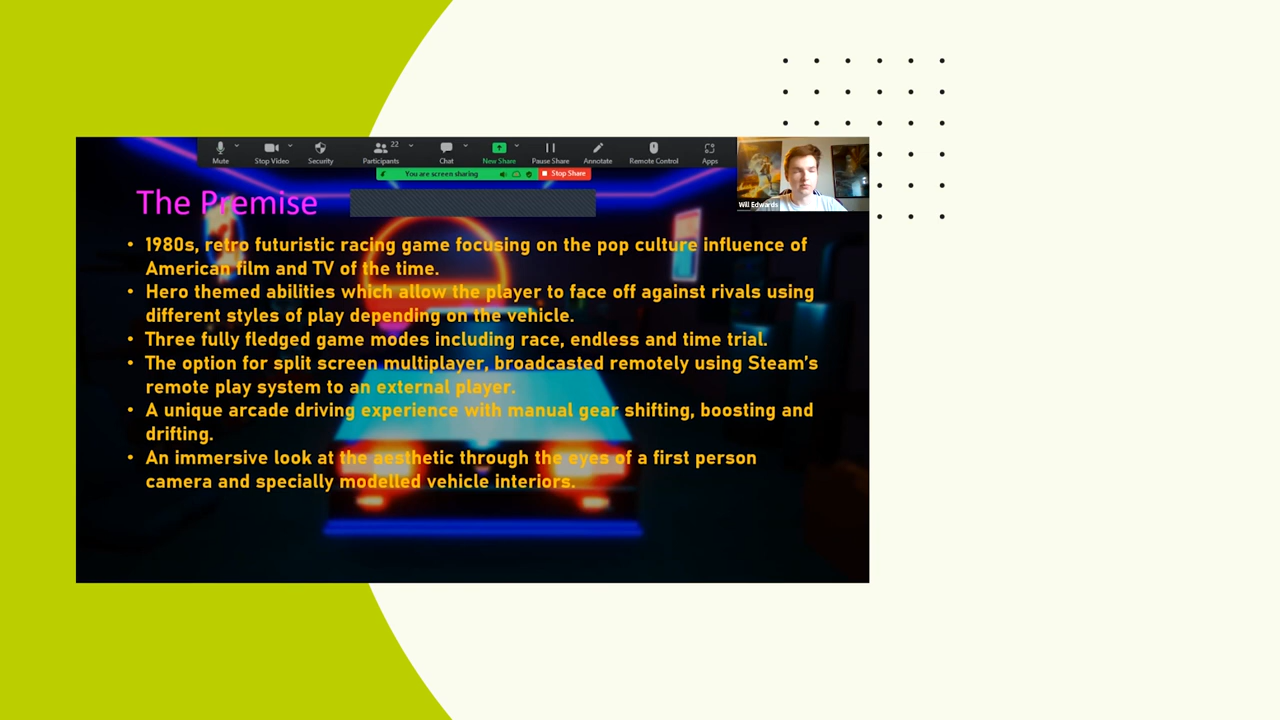 Mute
Stop Video
Security
22
Participants
Chat
New Share
Pause Share
Annotate
Remote Control
Apps
You are screen sharing
Stop Share
Will Edwards
The Premise
• 1980s, retro futuristic racing game focusing on the pop culture influence of
American film and TV of the time.
• Hero themed abilities which allow the player to face off against rivals using
different styles of play depending on the vehicle.
• Three fully fledged game modes including race, endless and time trial.
• The option for split screen multiplayer, broadcasted remotely using Steam’s
remote play system to an external player.
• A unique arcade driving experience with manual gear shifting, boosting and
drifting.
• An immersive look at the aesthetic through the eyes of a first person
camera and specially modelled vehicle interiors.